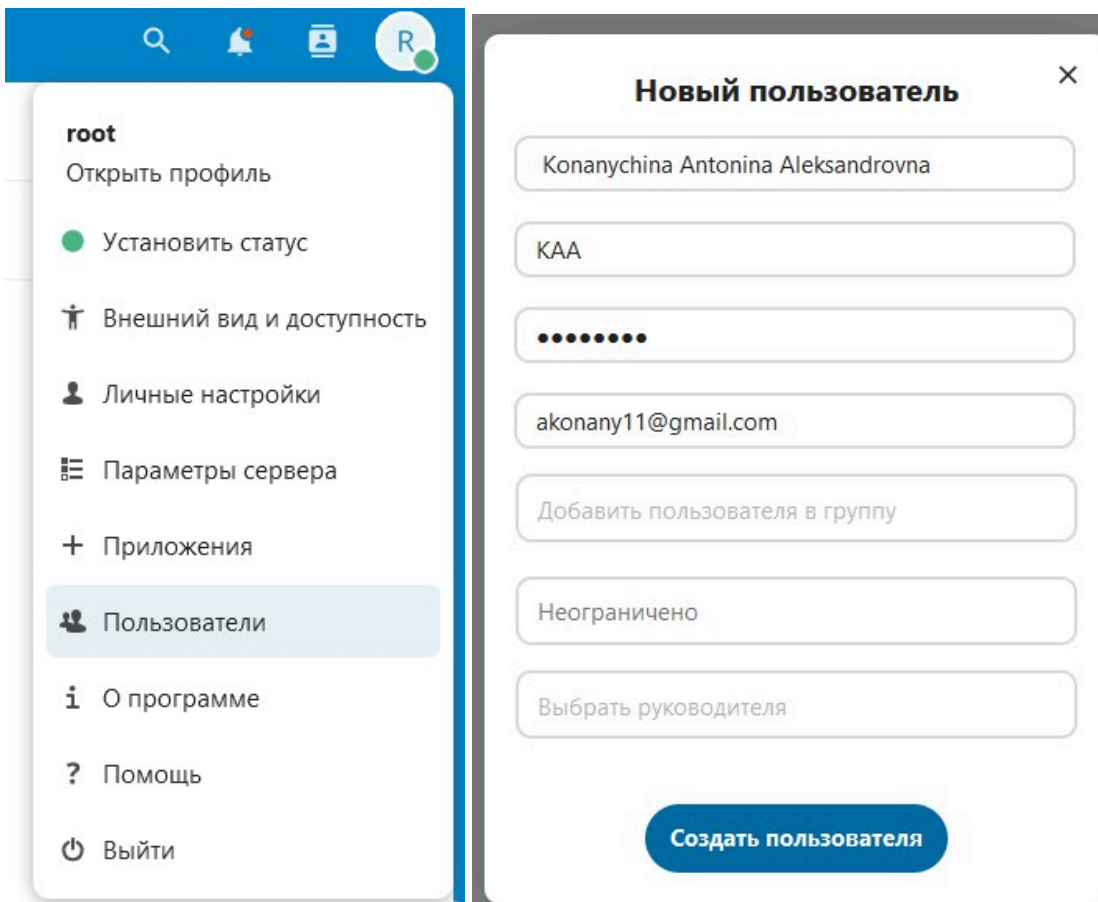 R
root
Открыть профиль
Установить статус
Внешний вид и доступность
Личные настройки
Параметры сервера
Приложения
Пользователи
О программе
Помощь
Выйти
Новый пользователь
Konanychina Antonina Aleksandrovna
KAA
••••••••
akonany11@gmail.com
Добавить пользователя в группу
Неограничено
Выбрать руководителя
Создать пользователя